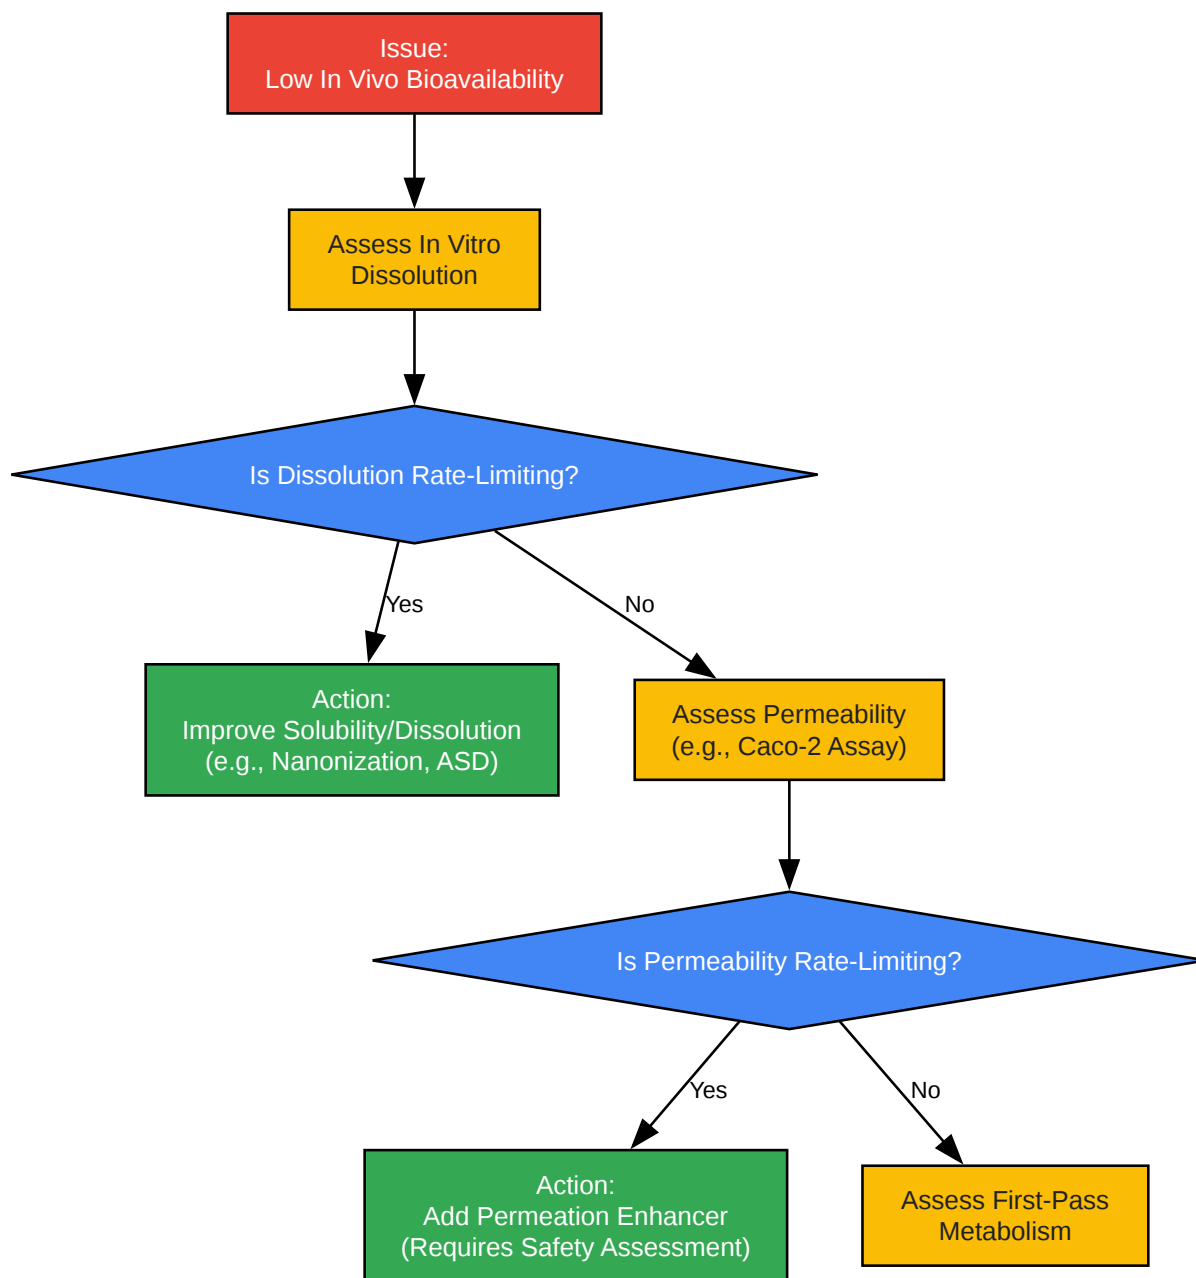 Issue:
Low In Vivo Bioavailability
Assess In Vitro
Dissolution
Is Dissolution Rate-Limiting?
Yes
No
Action:
Improve Solubility/Dissolution
(e.g., Nanonization, ASD)
Assess Permeability
(e.g., Caco-2 Assay)
Is Permeability Rate-Limiting?
Yes
No
Action:
Add Permeation Enhancer
(Requires Safety Assessment)
Assess First-Pass
Metabolism